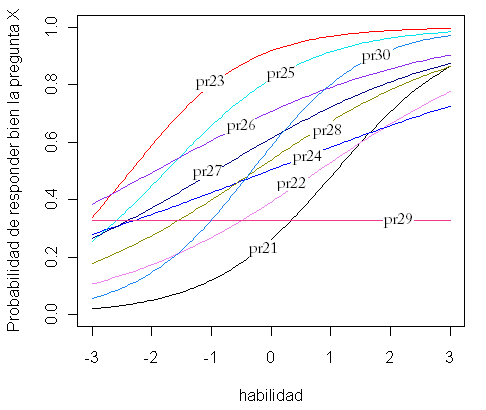 Probabilidad de responder bien la pregunta X
1.0
0.8
0.6
0.4
0.2
0.0
pr23
pr25
pr30
pr26
pr28
pr24
pr27
pr22
pr29
pr21
-3
-2
-1
0
1
2
3
habilidad